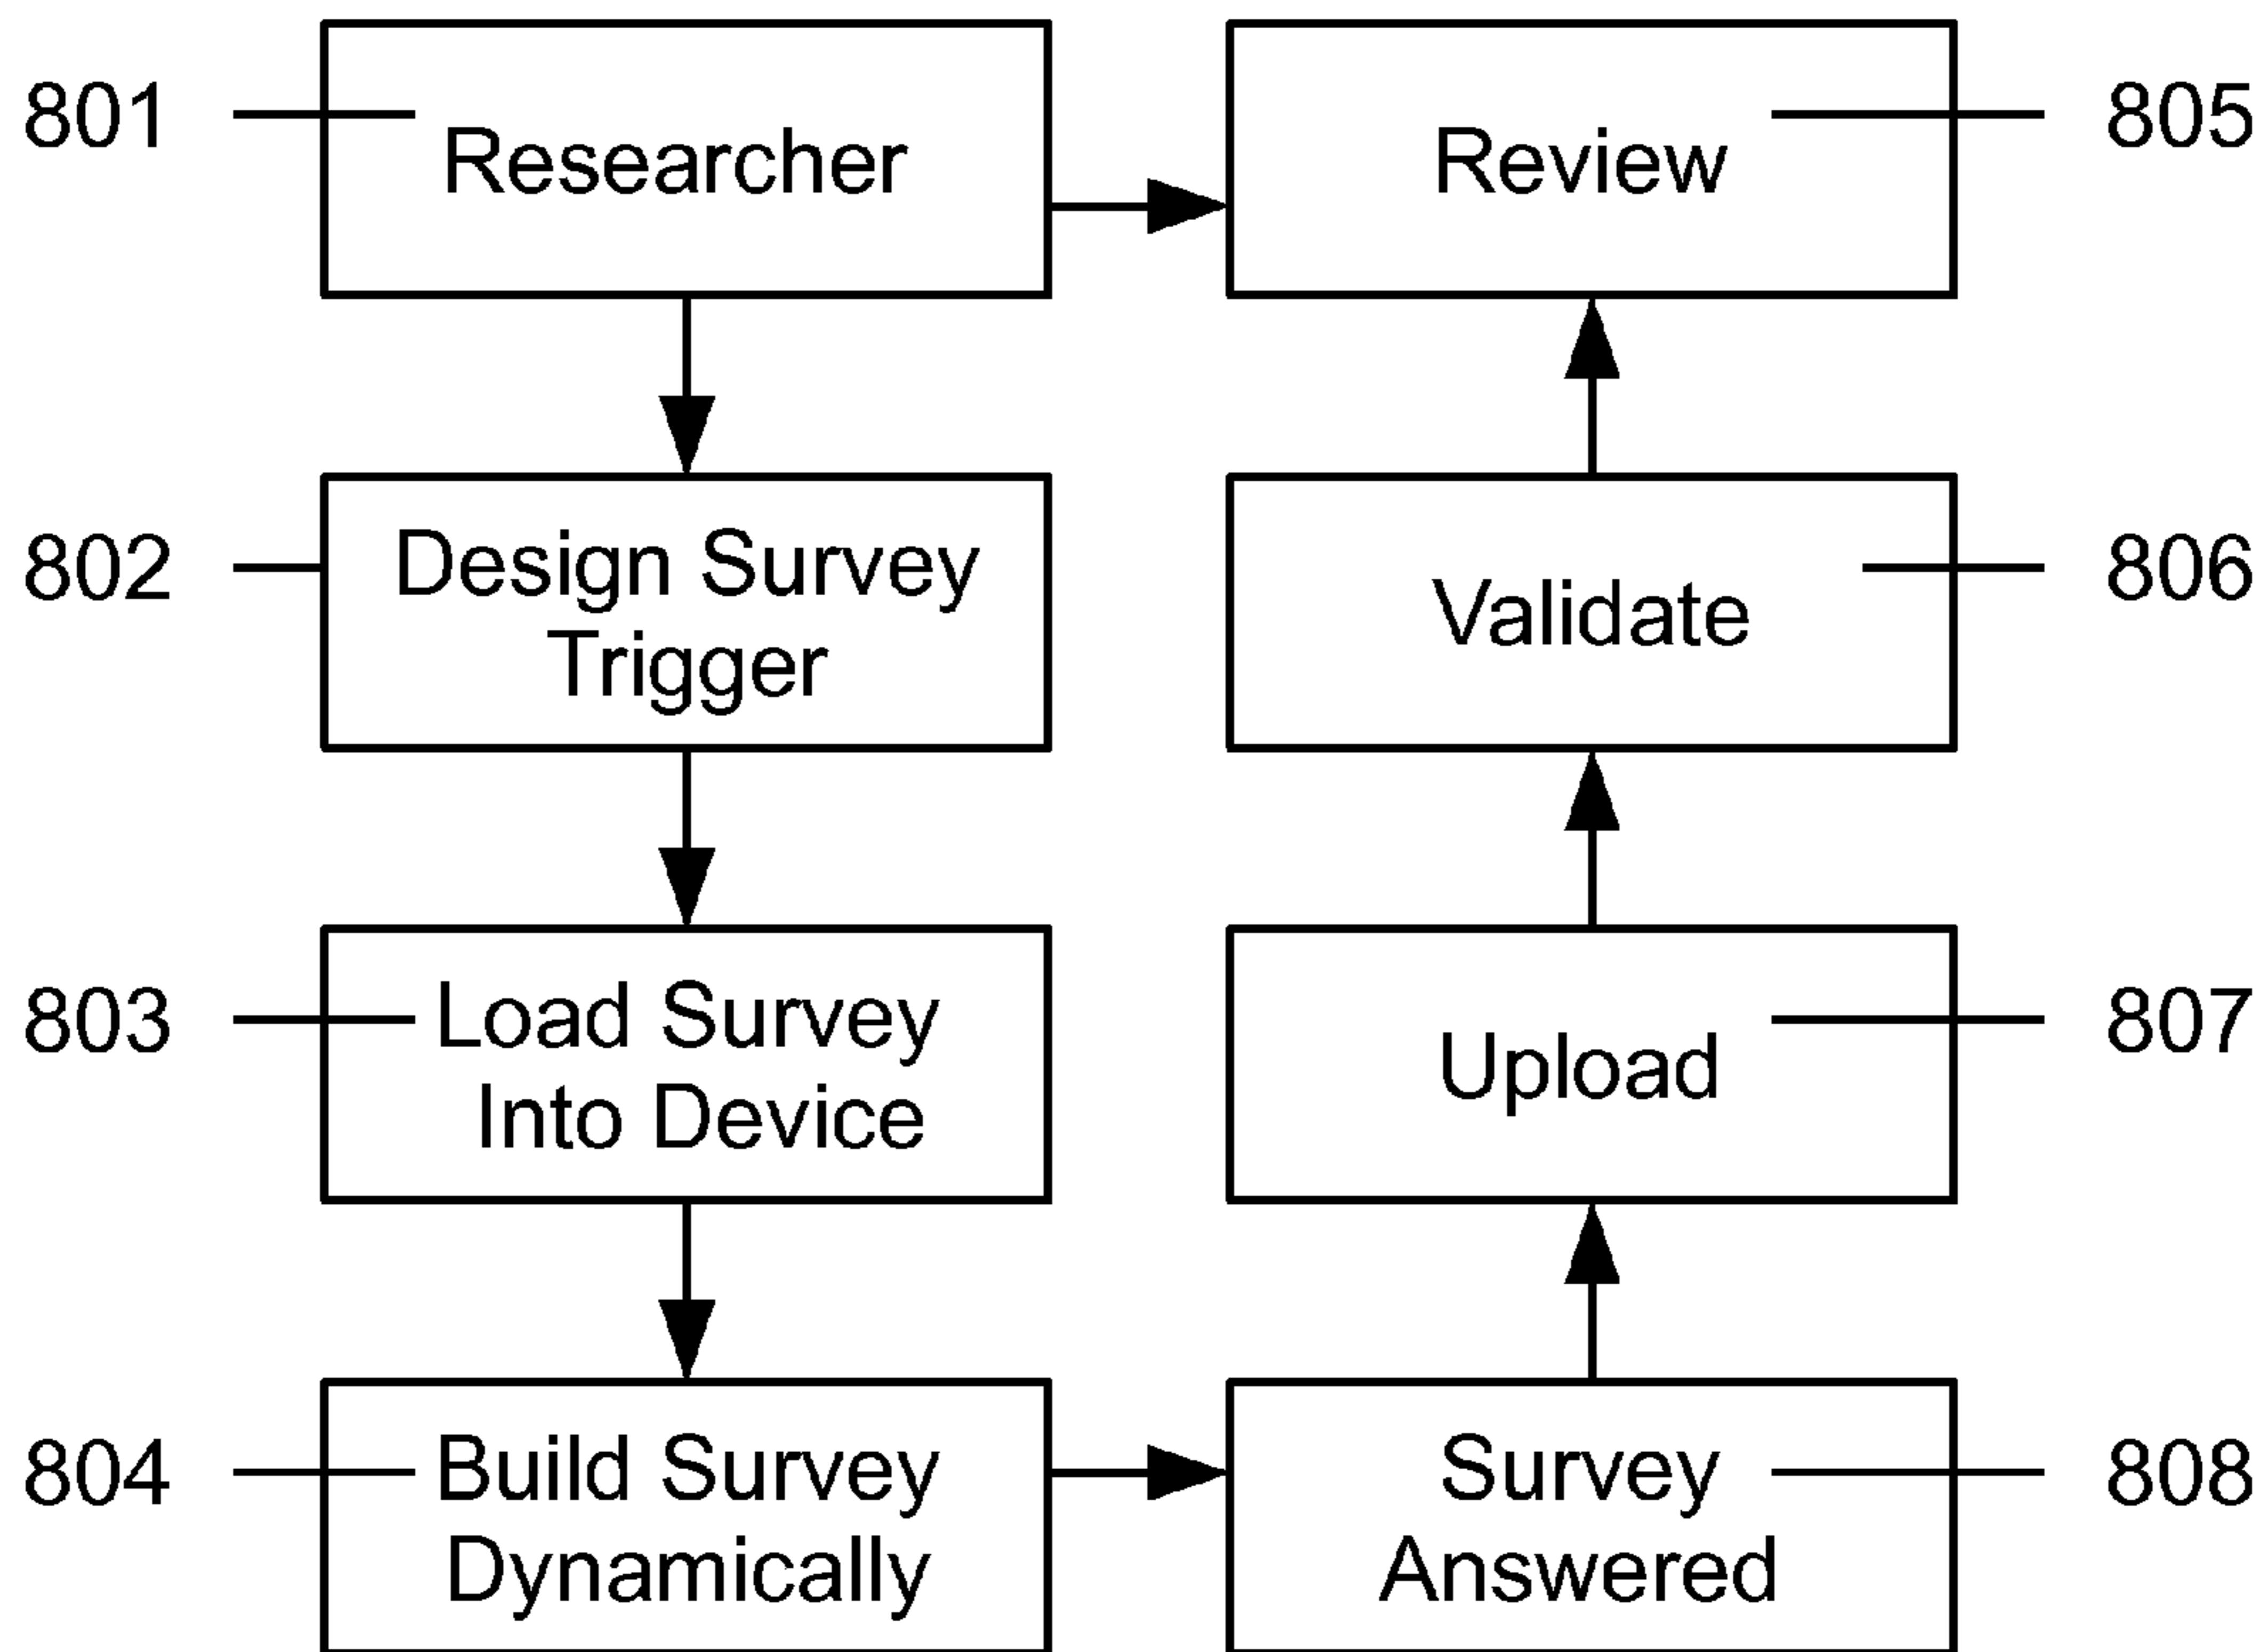 801
Researcher
Review
805
802
Design Survey
Trigger
Validate
806
803
Load Survey
Into Device
Upload
807
804
Build Survey
Dynamically
Survey
Answered
808